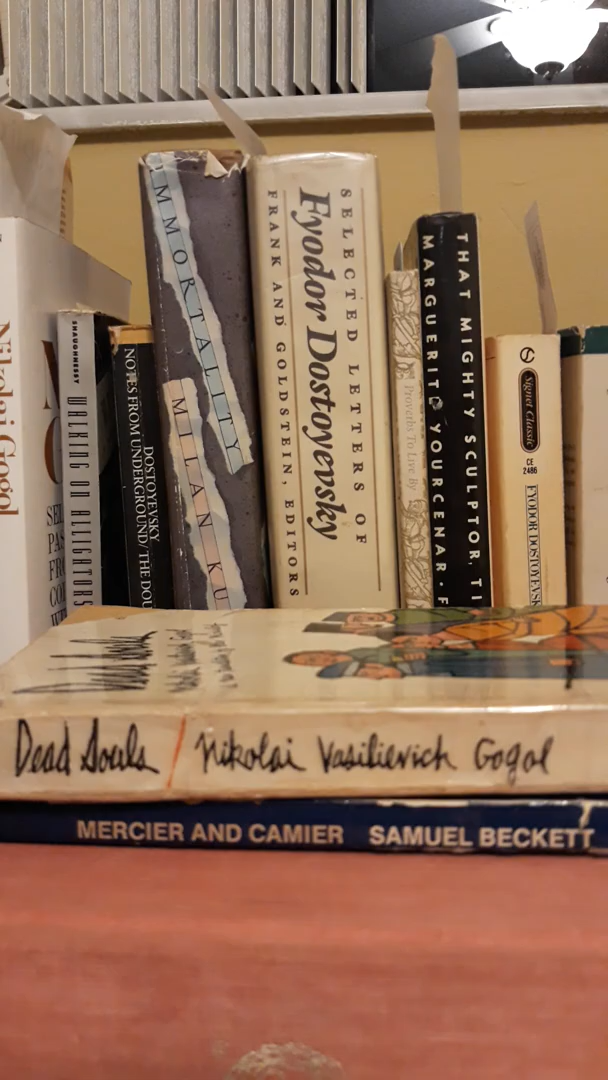 Nikolai Gogol
SHAUGHNESSY WALKING ON ALLIGATORS
DOSTOYEVSKY
NOTES FROM UNDERGROUND/THE DOU
IMMORTALITY
MILAN KU
SELECTED LETTERS OF
Fyodor Dostoyevsky
FRANK AND GOLDSTEIN, EDITORS
Proverbs To Live By
THAT MIGHTY SCULPTOR, TI
MARGUERITE YOURCENAR · F
Signet Classic
CE
2486
FYODOR DOSTOYEVSK
Dead Souls / Nikolai Vasilievich Gogol
MERCIER AND CAMIER SAMUEL BECKETT